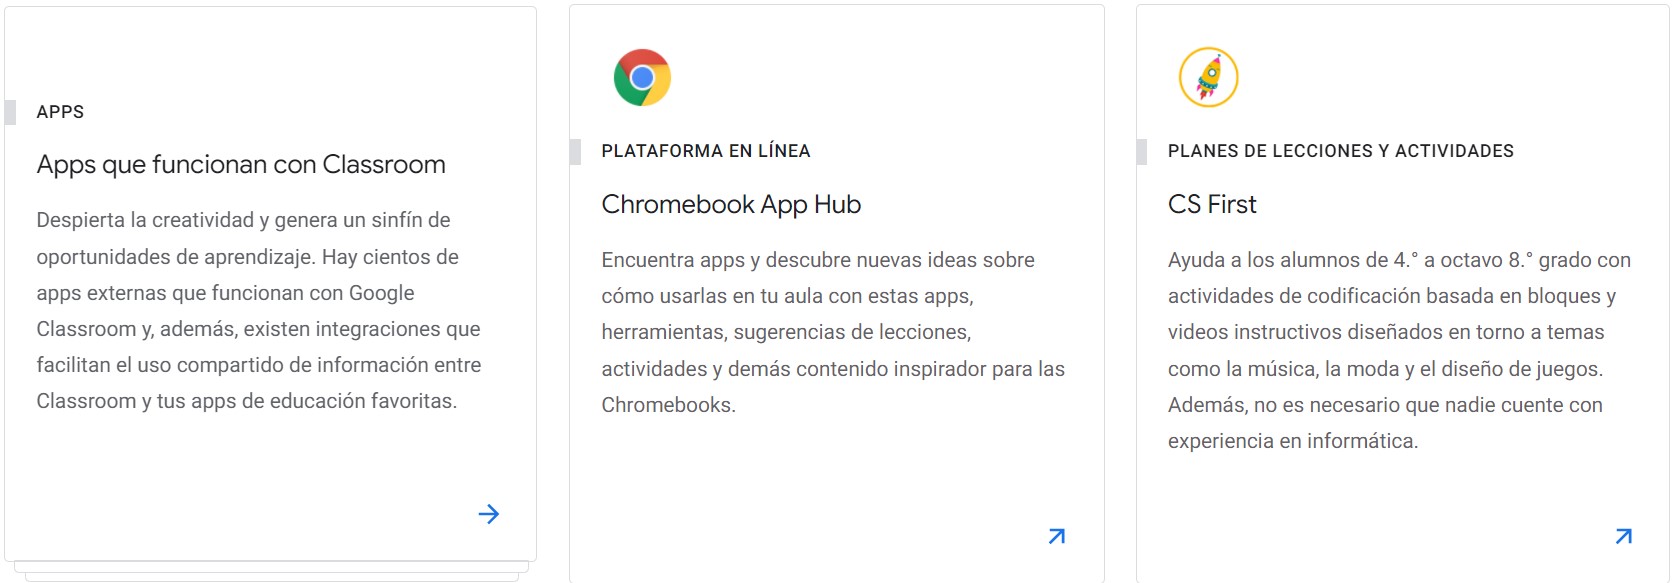 APPS
Apps que funcionan con Classroom
Despierta la creatividad y genera un sinfín de
oportunidades de aprendizaje. Hay cientos de
apps externas que funcionan con Google
Classroom y, además, existen integraciones que
facilitan el uso compartido de información entre
Classroom y tus apps de educación favoritas.
PLATAFORMA EN LÍNEA
Chromebook App Hub
Encuentra apps y descubre nuevas ideas sobre
cómo usarlas en tu aula con estas apps,
herramientas, sugerencias de lecciones,
actividades y demás contenido inspirador para las
Chromebooks.
PLANES DE LECCIONES Y ACTIVIDADES
CS First
Ayuda a los alumnos de 4.° a octavo 8.° grado con
actividades de codificación basada en bloques y
videos instructivos diseñados en torno a temas
como la música, la moda y el diseño de juegos.
Además, no es necesario que nadie cuente con
experiencia en informática.